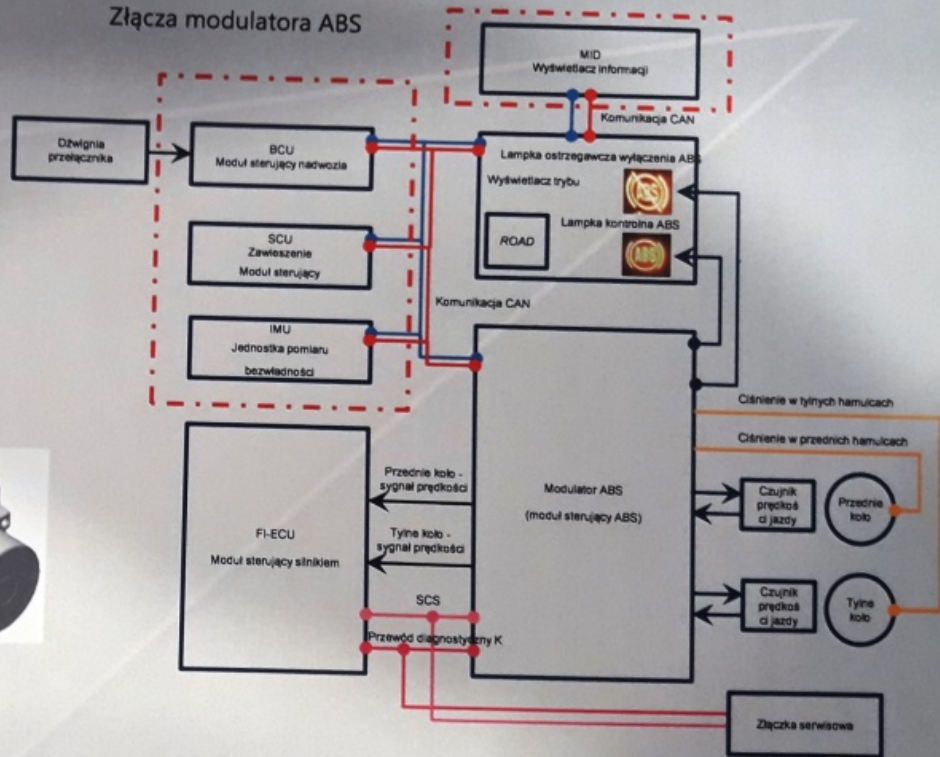 Złącza modulatora ABS
MID
Wyświetlacz informacji
Komunikacja CAN
Dźwignia
przełącznika
BCU
Moduł sterujący nadwozia
Lampka ostrzegawcza wyłączenia ABS
Wyświetlacz trybu
ABS
Lampka kontrolna ABS
ROAD
(ABS)
SCU
Zawieszenie
Moduł sterujący
Komunikacja CAN
IMU
Jednostka pomiaru
bezwładności
Ciśnienie w tylnych hamulcach
Ciśnienie w przednich hamulcach
Przednie koło -
sygnał prędkości
Modulator ABS
(moduł sterujący ABS)
Czujnik
prędkoś
ci jazdy
Przednie
koło
Tylne koło -
sygnał prędkości
FI-ECU
Moduł sterujący silnikiem
SCS
Czujnik
prędkoś
ci jazdy
Tylne
koło
Przewód diagnostyczny K
Złączka serwisowa